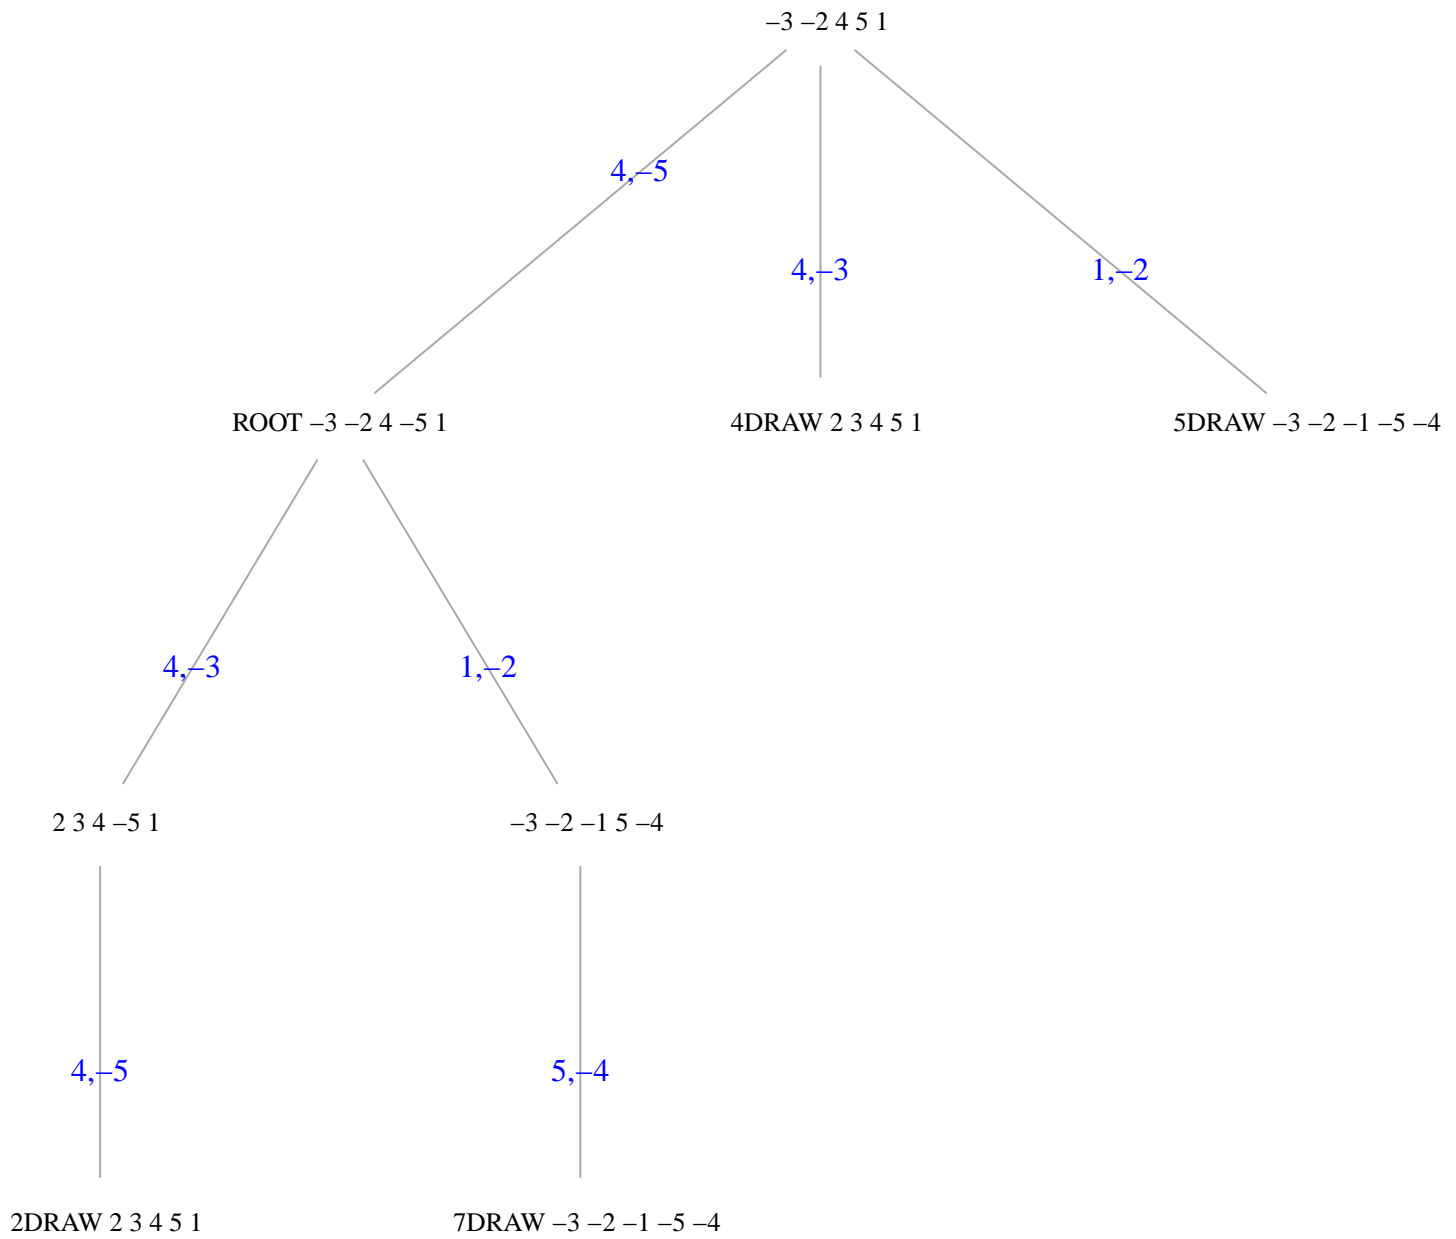 –3 –2 4 5 1
4,–5
4,–3
1,–2
ROOT –3 –2 4 –5 1
4DRAW 2 3 4 5 1
5DRAW –3 –2 –1 –5 –4
4,–3
1,–2
2 3 4 –5 1
–3 –2 –1 5 –4
4,–5
5,–4
2DRAW 2 3 4 5 1
7DRAW –3 –2 –1 –5 –4